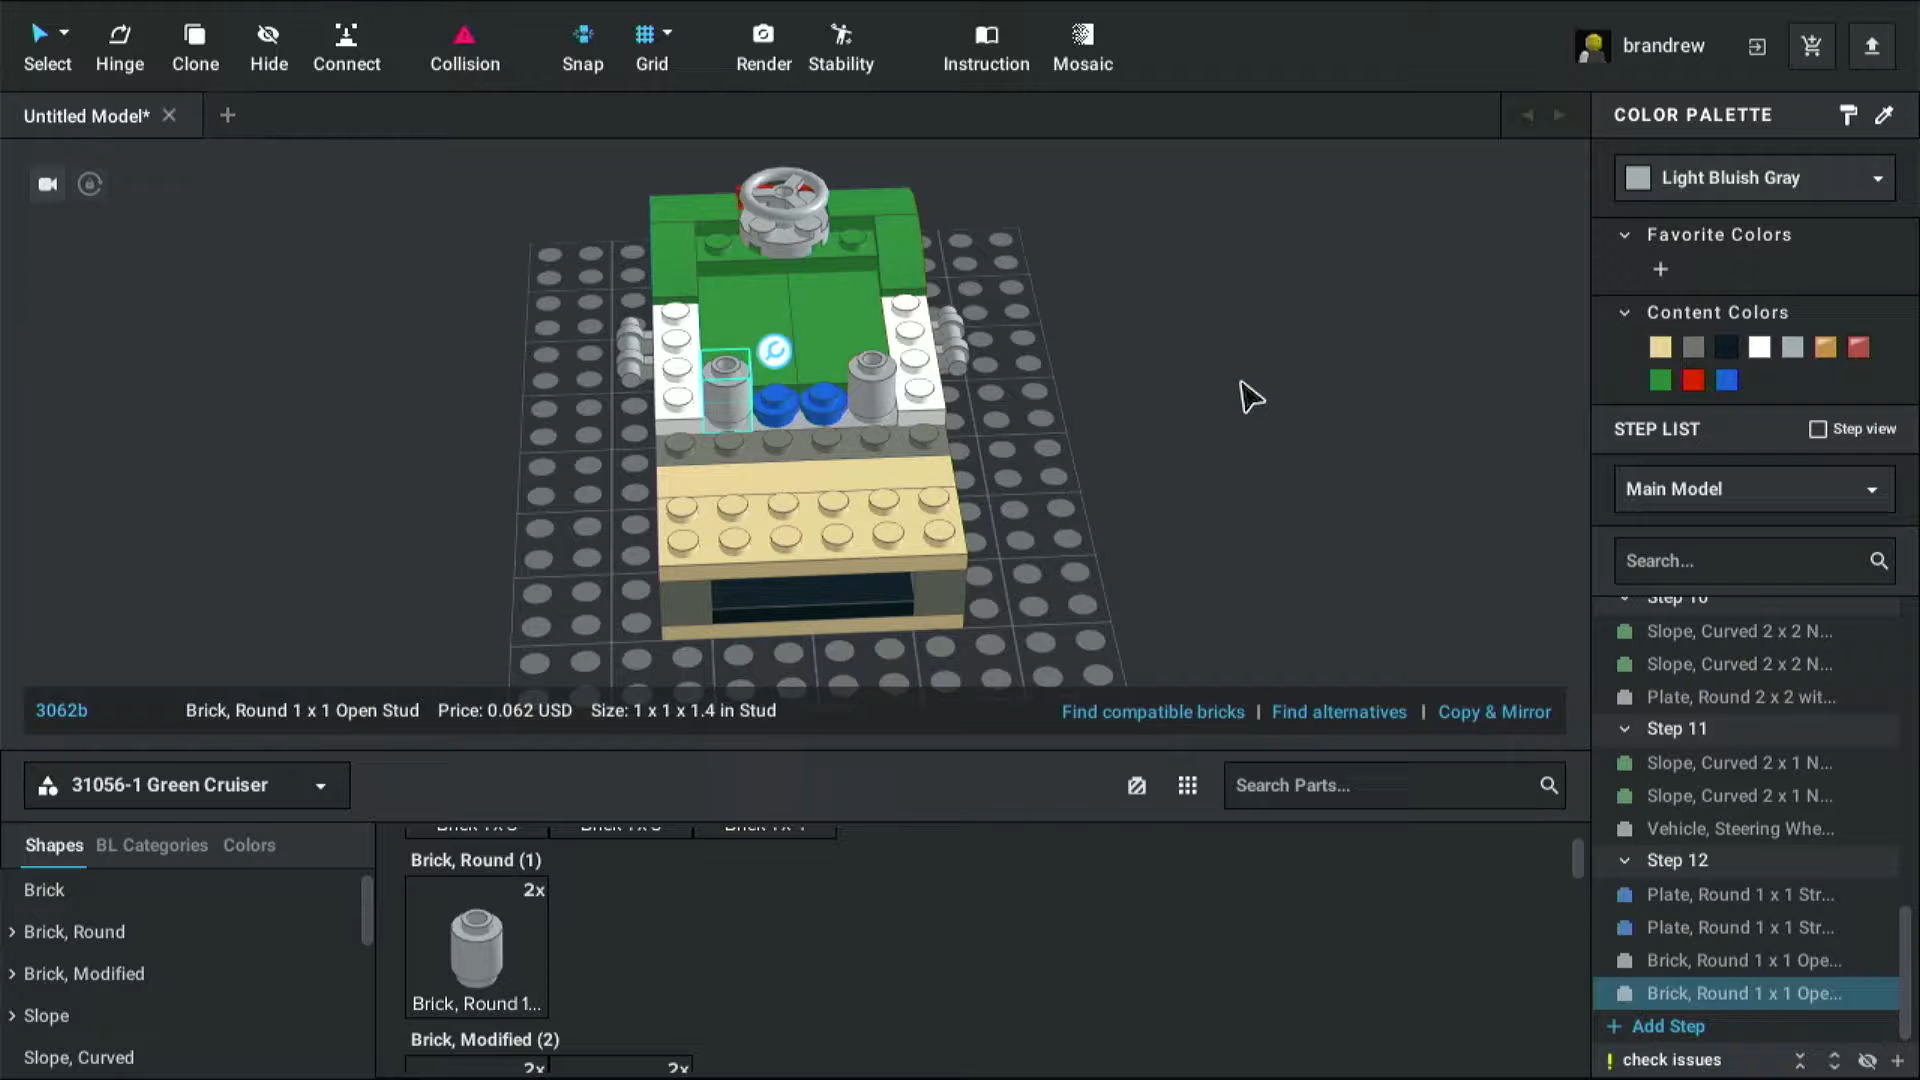 Select
Hinge
Clone
Hide
Connect
Collision
Snap
Grid
Render
Stability
Instruction
Mosaic
brandrew
Untitled Model*
COLOR PALETTE
Light Bluish Gray
Favorite Colors
Content Colors
STEP LIST
Step view
Main Model
Search...
Step 10
Slope, Curved 2 x 2 N...
Slope, Curved 2 x 2 N...
Plate, Round 2 x 2 wit...
Step 11
Slope, Curved 2 x 1 N...
Slope, Curved 2 x 1 N...
Vehicle, Steering Whe...
Step 12
Plate, Round 1 x 1 Str...
Plate, Round 1 x 1 Str...
Brick, Round 1 x 1 Ope...
Brick, Round 1 x 1 Ope...
+ Add Step
! check issues
3062b Brick, Round 1 x 1 Open Stud Price: 0.062 USD Size: 1 x 1 x 1.4 in Stud
Find compatible bricks | Find alternatives | Copy & Mirror
31056-1 Green Cruiser
Search Parts...
Shapes BL Categories Colors
Brick
Brick, Round
Brick, Modified
Slope
Slope, Curved
Brick, Round (1)
2x
Brick, Round 1...
Brick, Modified (2)
2x
2x